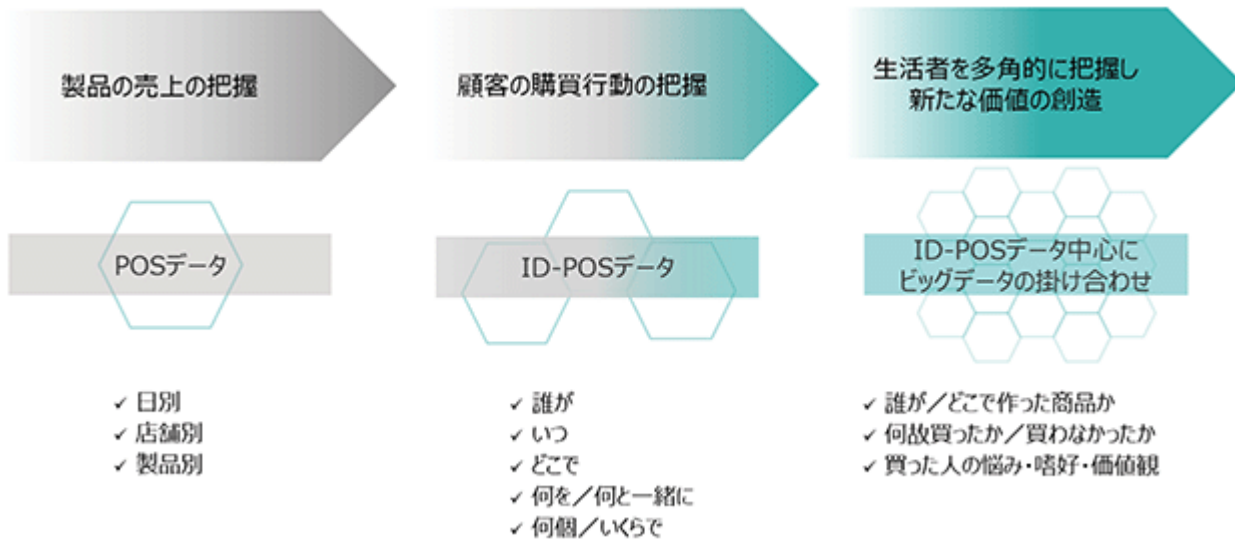 製品の売上の把握
顧客の購買行動の把握
生活者を多角的に把握し
新たな価値の創造
POSデータ
ID-POSデータ
ID-POSデータ中心に
ビッグデータの掛け合わせ
✓ 日別
✓ 店舗別
✓ 製品別
✓ 誰が
✓ いつ
✓ どこで
✓ 何を／何と一緒に
✓ 何個／いくらで
✓ 誰が／どこで作った商品か
✓ 何故買ったか／買わなかったか
✓ 買った人の悩み・嗜好・価値観